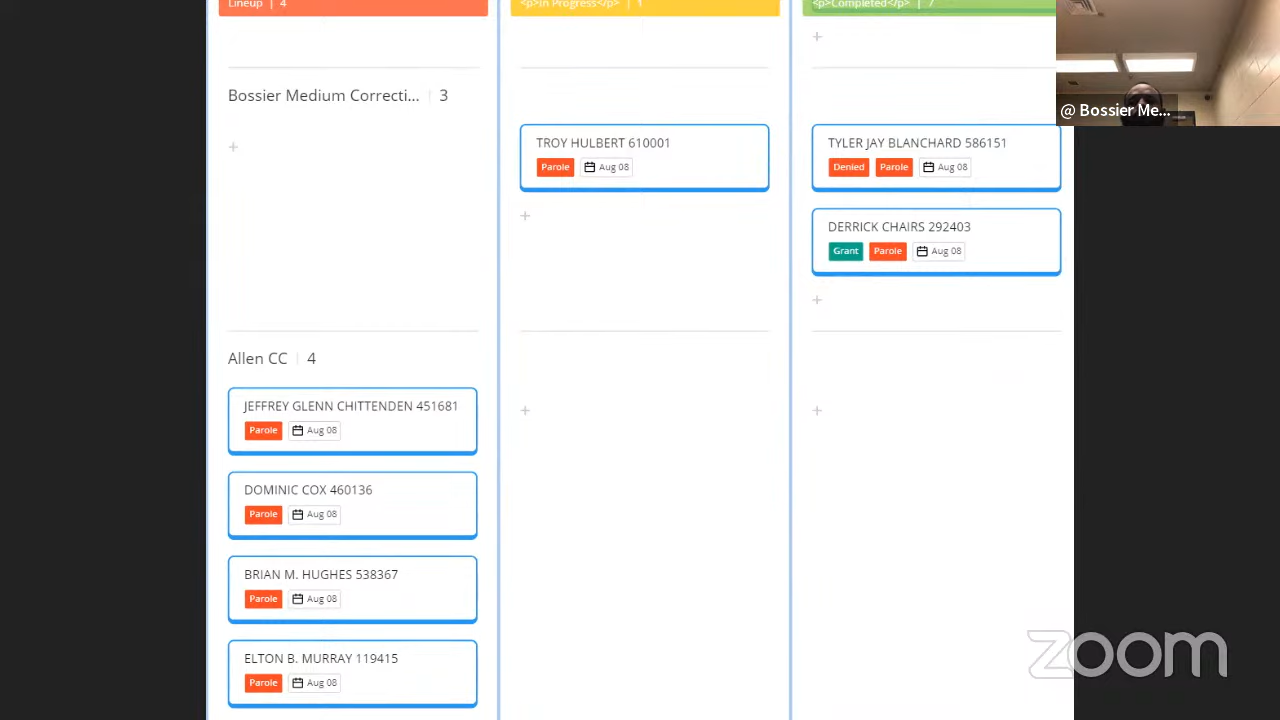 Lineup | 4
<p>In Progress</p> | 1
<p>Completed</p> | 7
+
Bossier Medium Correcti... | 3
@ Bossier Me...
+
TROY HULBERT 610001
Parole Aug 08
+
TYLER JAY BLANCHARD 586151
Denied Parole Aug 08
DERRICK CHAIRS 292403
Grant Parole Aug 08
+
Allen CC | 4
JEFFREY GLENN CHITTENDEN 451681
Parole Aug 08
+
+
DOMINIC COX 460136
Parole Aug 08
BRIAN M. HUGHES 538367
Parole Aug 08
ELTON B. MURRAY 119415
Parole Aug 08
zoom